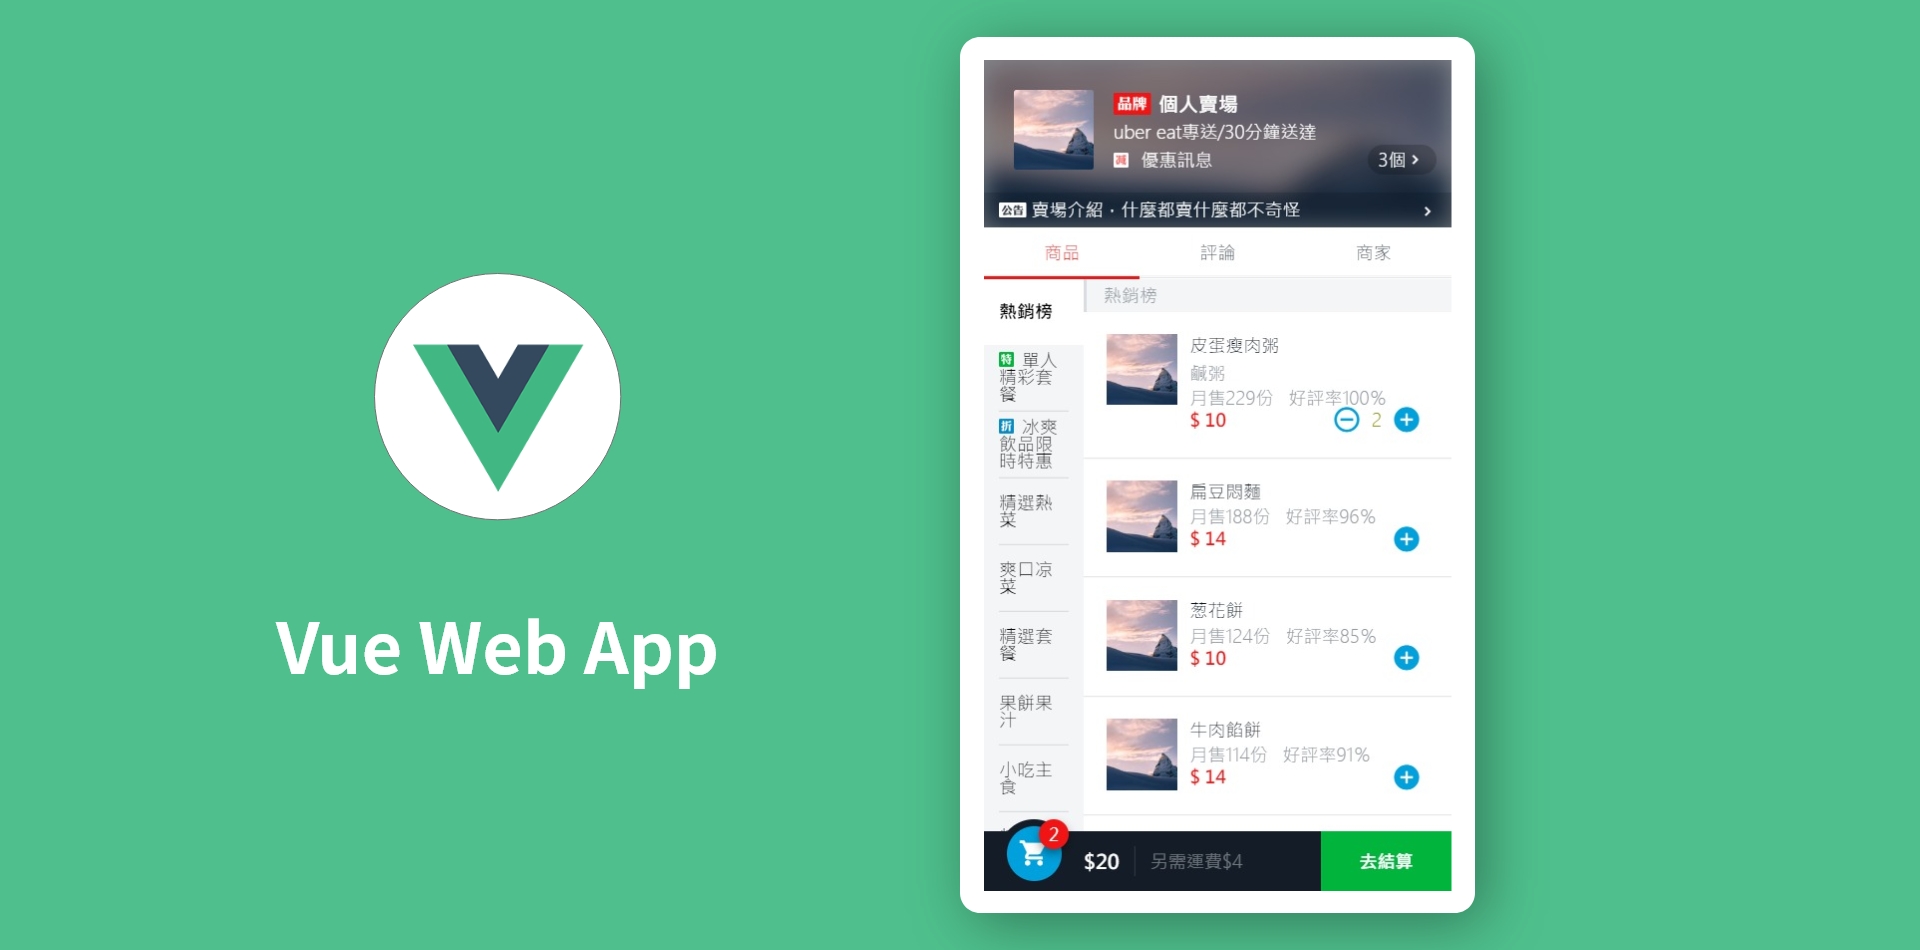 Vue Web App
品牌 個人賣場
uber eat專送/30分鐘送達
減 優惠訊息
3個
公告 賣場介紹・什麼都賣什麼都不奇怪
商品 評論 商家
熱銷榜
特 單人
精彩套
餐
折 冰爽
飲品限
時特惠
精選熱
菜
爽口凉
菜
精選套
餐
果餅果
汁
小吃主
食
熱銷榜
皮蛋瘦肉粥
鹹粥
月售229份 好評率100%
$ 10
2
扁豆悶麵
月售188份 好評率96%
$ 14
葱花餅
月售124份 好評率85%
$ 10
牛肉餡餅
月售114份 好評率91%
$ 14
2
$20
另需運費$4
去結算